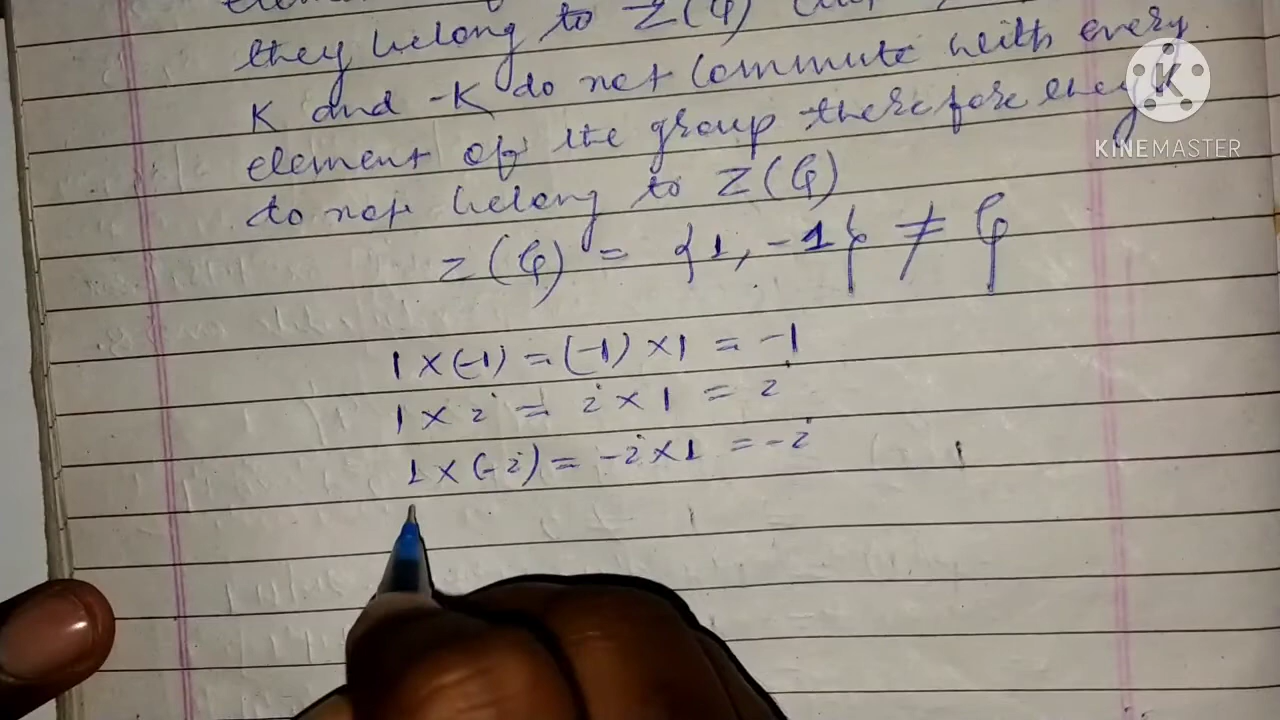 they belong to Z(G)
K and -K do not commute with every
element of the group therefore they
do not belong to Z(G)
Z(G) = {1, -1} ≠ G
1 × (-1) = (-1) × 1 = -1
1 × i = i × 1 = i
1 × (-i) = -i × 1 = -i
K
KINEMASTER